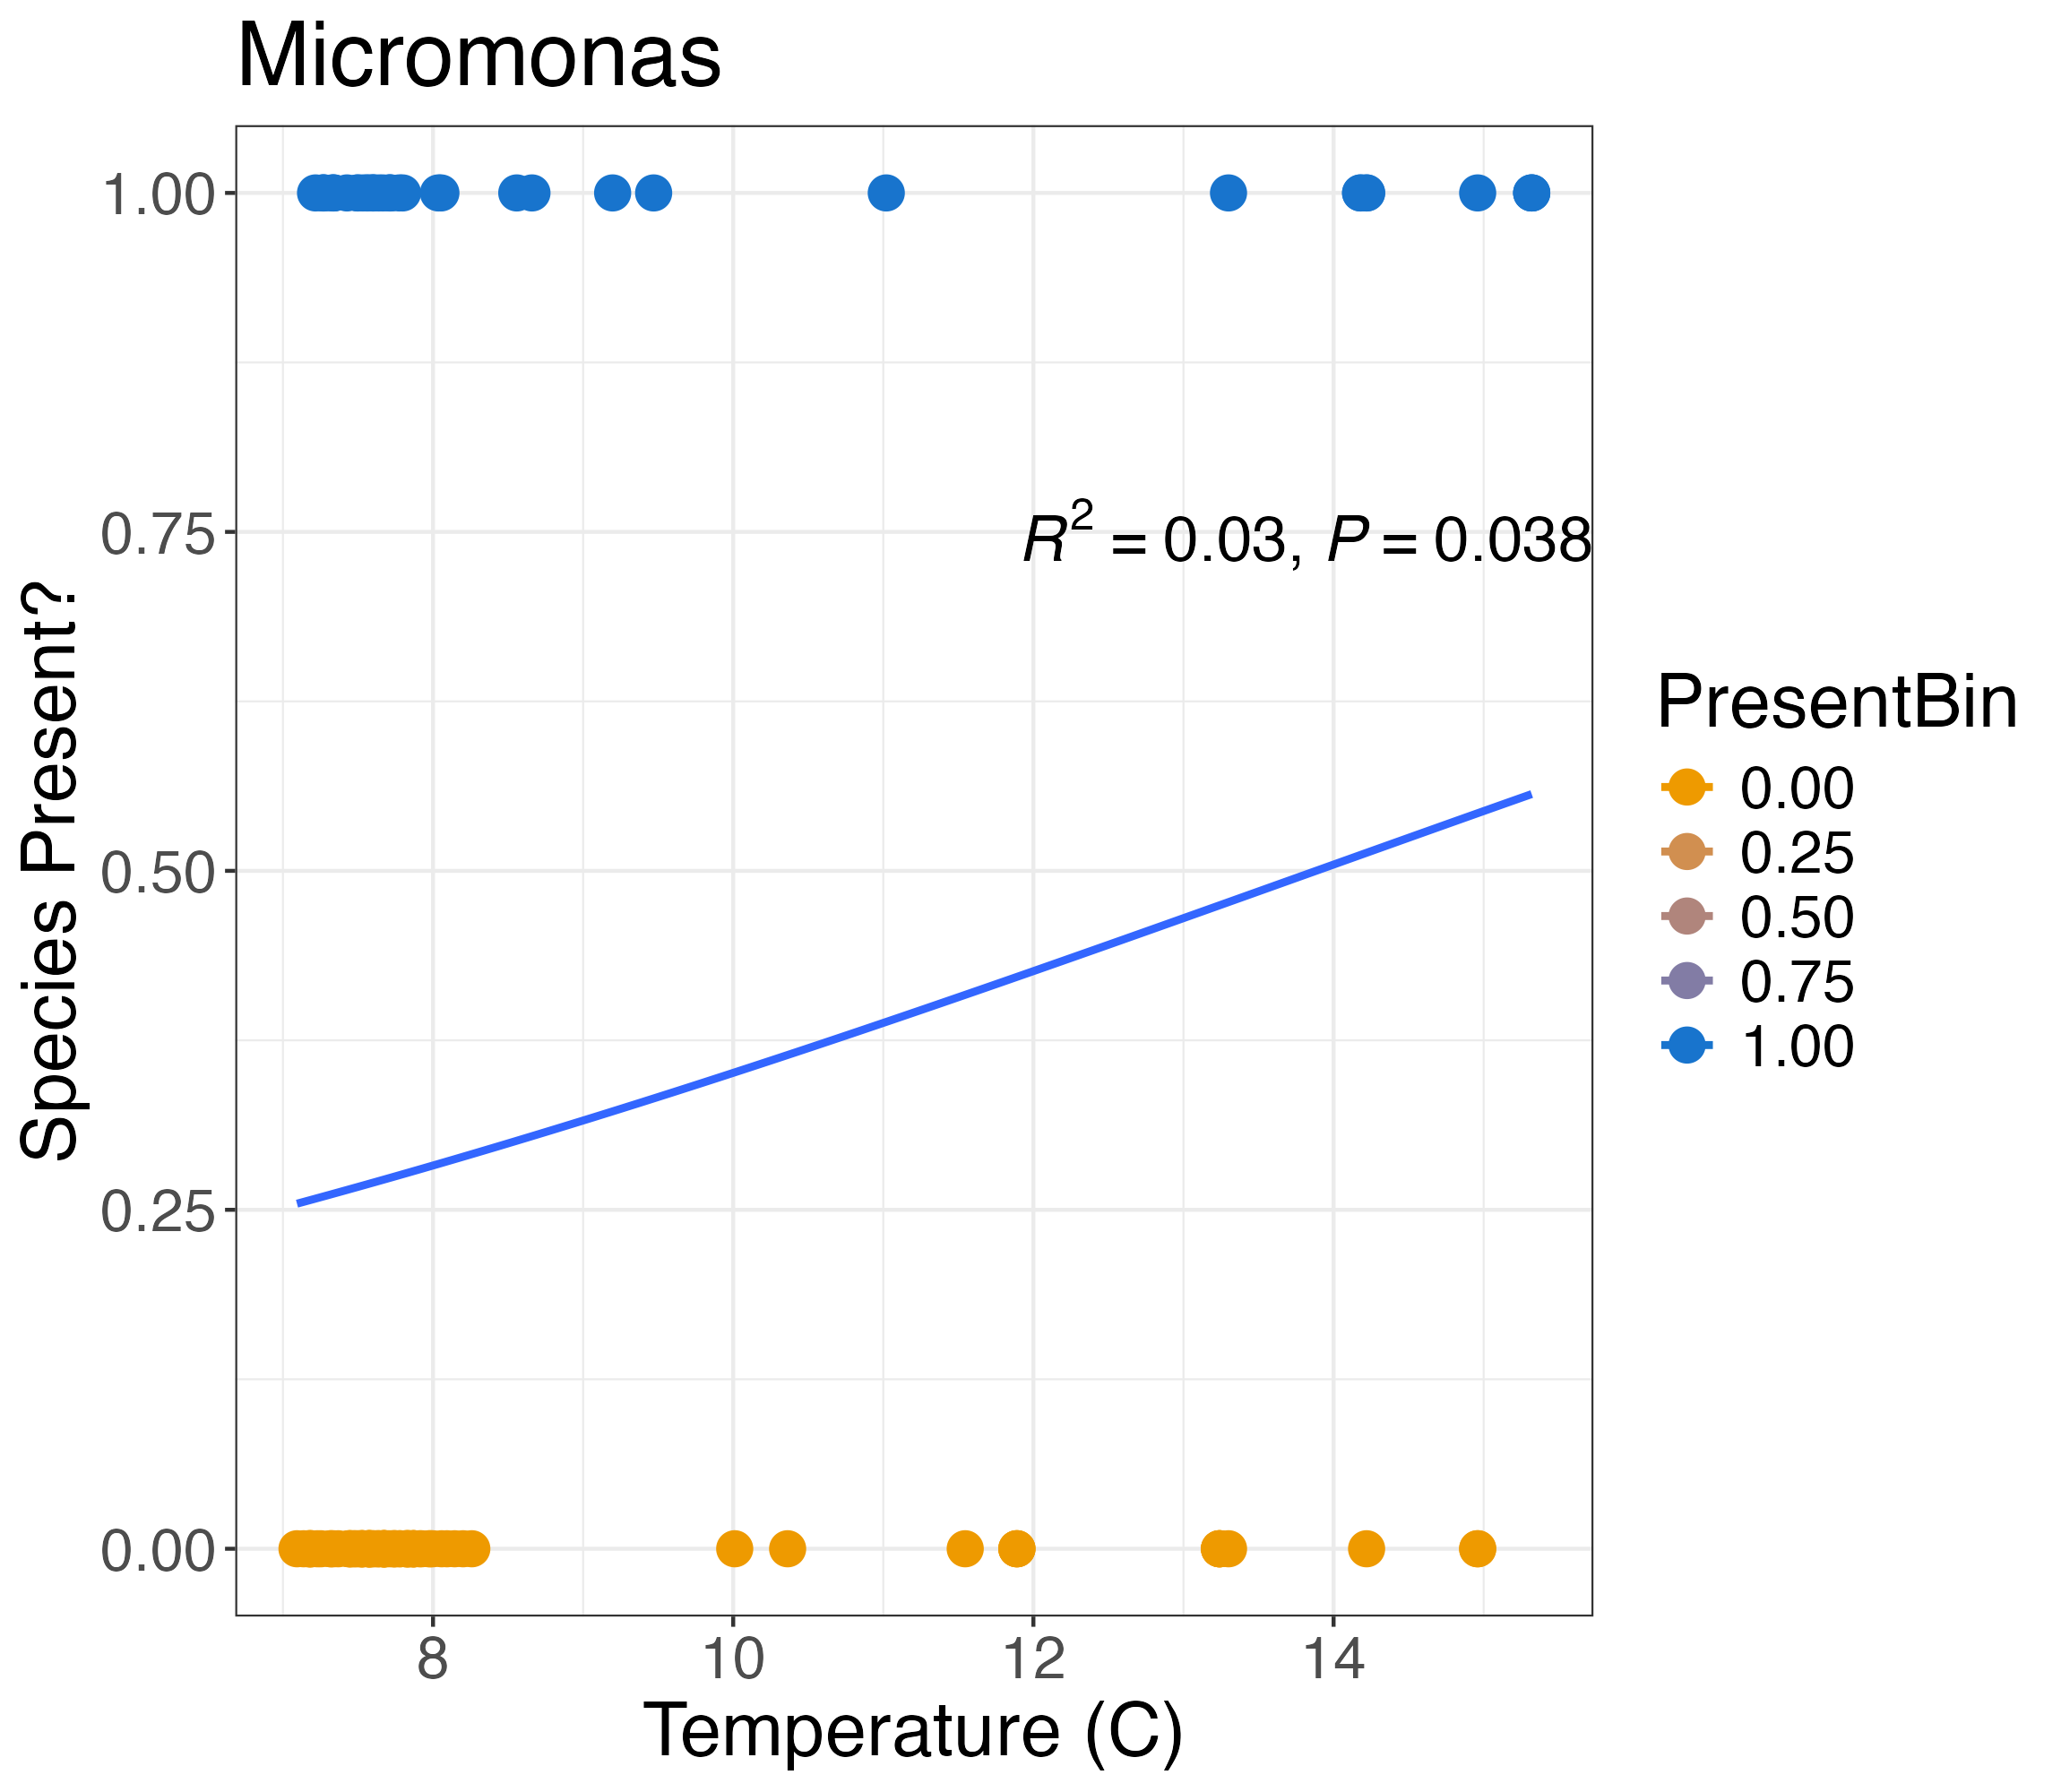 Micromonas
Species Present?
1.00
0.75
0.50
0.25
0.00
R² = 0.03, P = 0.038
8 10 12 14
Temperature (C)
PresentBin
0.00
0.25
0.50
0.75
1.00